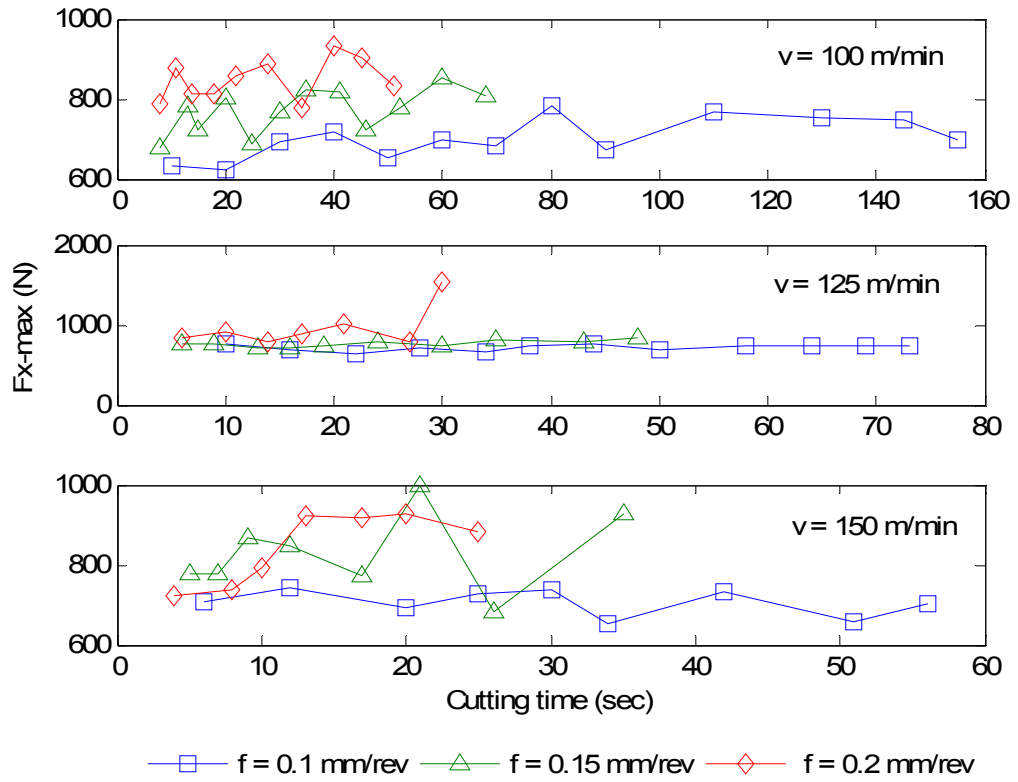 1000
v = 100 m/min
800
600
0 20 40 60 80 100 120 140 160
2000
v = 125 m/min
1000
0
0 10 20 30 40 50 60 70 80
Fx-max (N)
1000
v = 150 m/min
800
600
0 10 20 30 40 50 60
Cutting time (sec)
f = 0.1 mm/rev f = 0.15 mm/rev f = 0.2 mm/rev